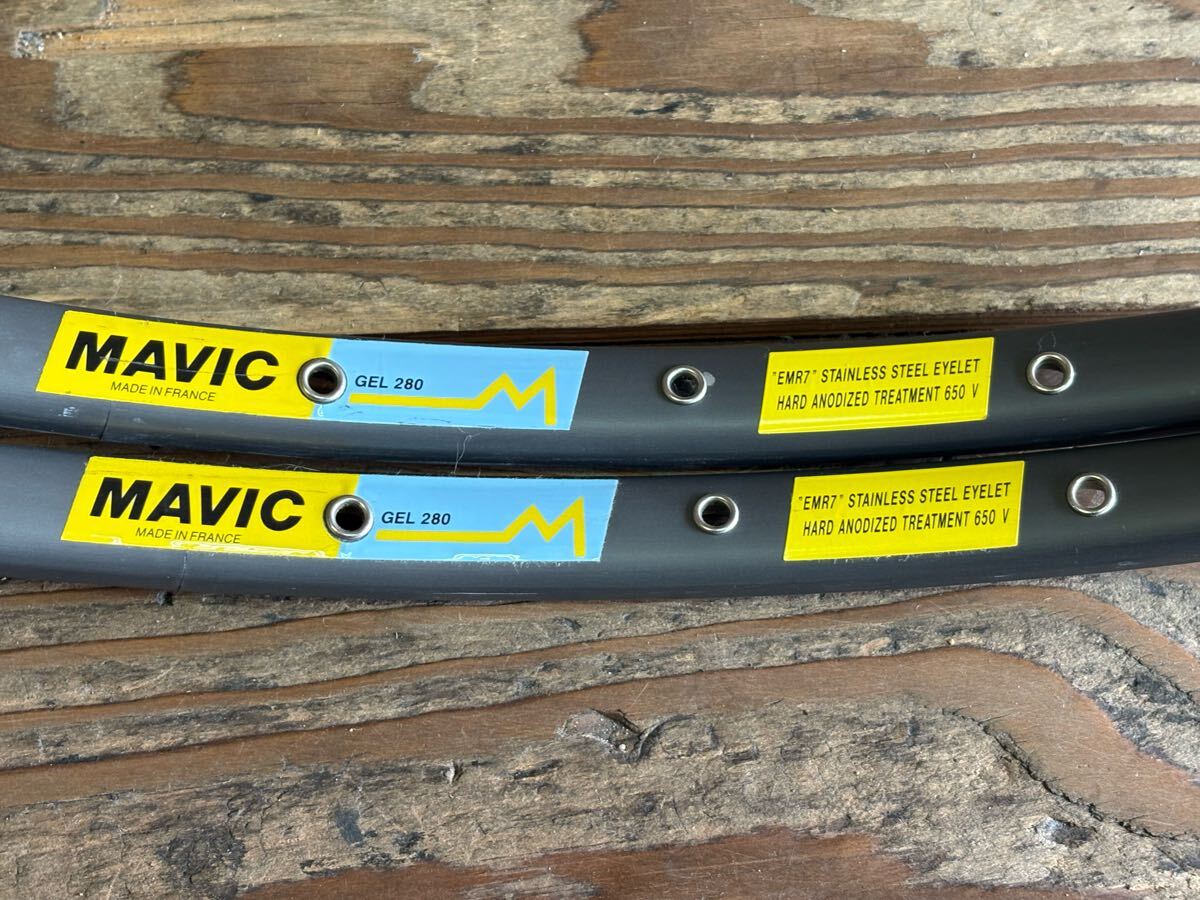 MAVIC
MADE IN FRANCE
GEL 280
"EMR7" STAINLESS STEEL EYELET
HARD ANODIZED TREATMENT 650 V
MAVIC
MADE IN FRANCE
GEL 280
"EMR7" STAINLESS STEEL EYELET
HARD ANODIZED TREATMENT 650 V